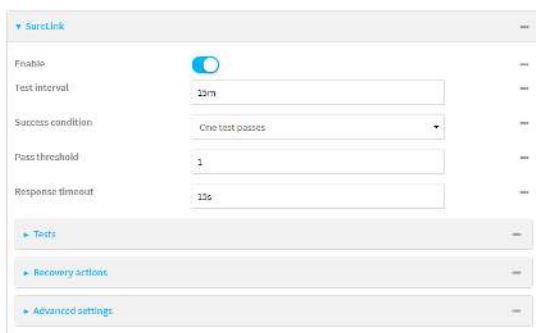 SureLink
Enable
Test interval
15m
Success condition
One test passes
Pass threshold
1
Response timeout
15s
Tests
Recovery actions
Advanced settings